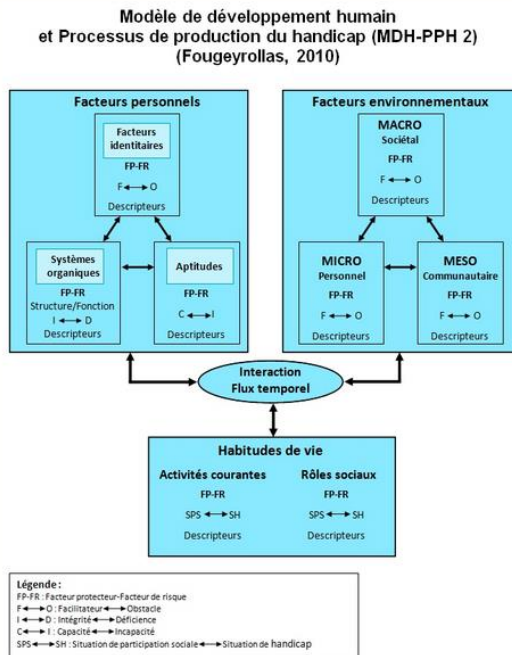 Modèle de développement humain
et Processus de production du handicap (MDH-PPH 2)
(Fougeyrollas, 2010)
Facteurs personnels
Facteurs
identitaires
FP-FR
F ⟷ O
Descripteurs
Systèmes
organiques
FP-FR
Structure/Fonction
I ⟷ D
Descripteurs
Aptitudes
FP-FR
C ⟷ I
Descripteurs
Facteurs environnementaux
MACRO
Sociétal
FP-FR
F ⟷ O
Descripteurs
MICRO
Personnel
FP-FR
F ⟷ O
Descripteurs
MESO
Communautaire
FP-FR
F ⟷ O
Descripteurs
Interaction
Flux temporel
Habitudes de vie
Activités courantes
FP-FR
SPS ⟷ SH
Descripteurs
Rôles sociaux
FP-FR
SPS ⟷ SH
Descripteurs
Légende :
FP-FR : Facteur protecteur-Facteur de risque
F ⟷ O : Facilitateur ⟷ Obstacle
I ⟷ D : Intégrité ⟷ Déficience
C ⟷ I : Capacité ⟷ Incapacité
SPS ⟷ SH : Situation de participation sociale ⟷ Situation de handicap